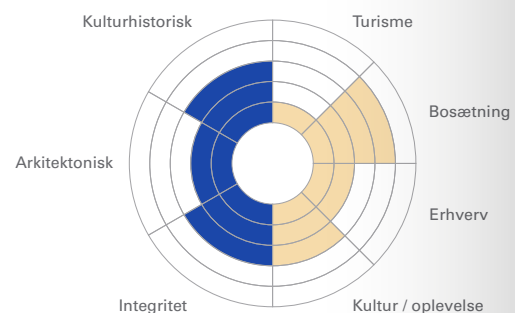 Kulturhistorisk
Turisme
Bosætning
Arkitektonisk
Erhverv
Integritet
Kultur / oplevelse